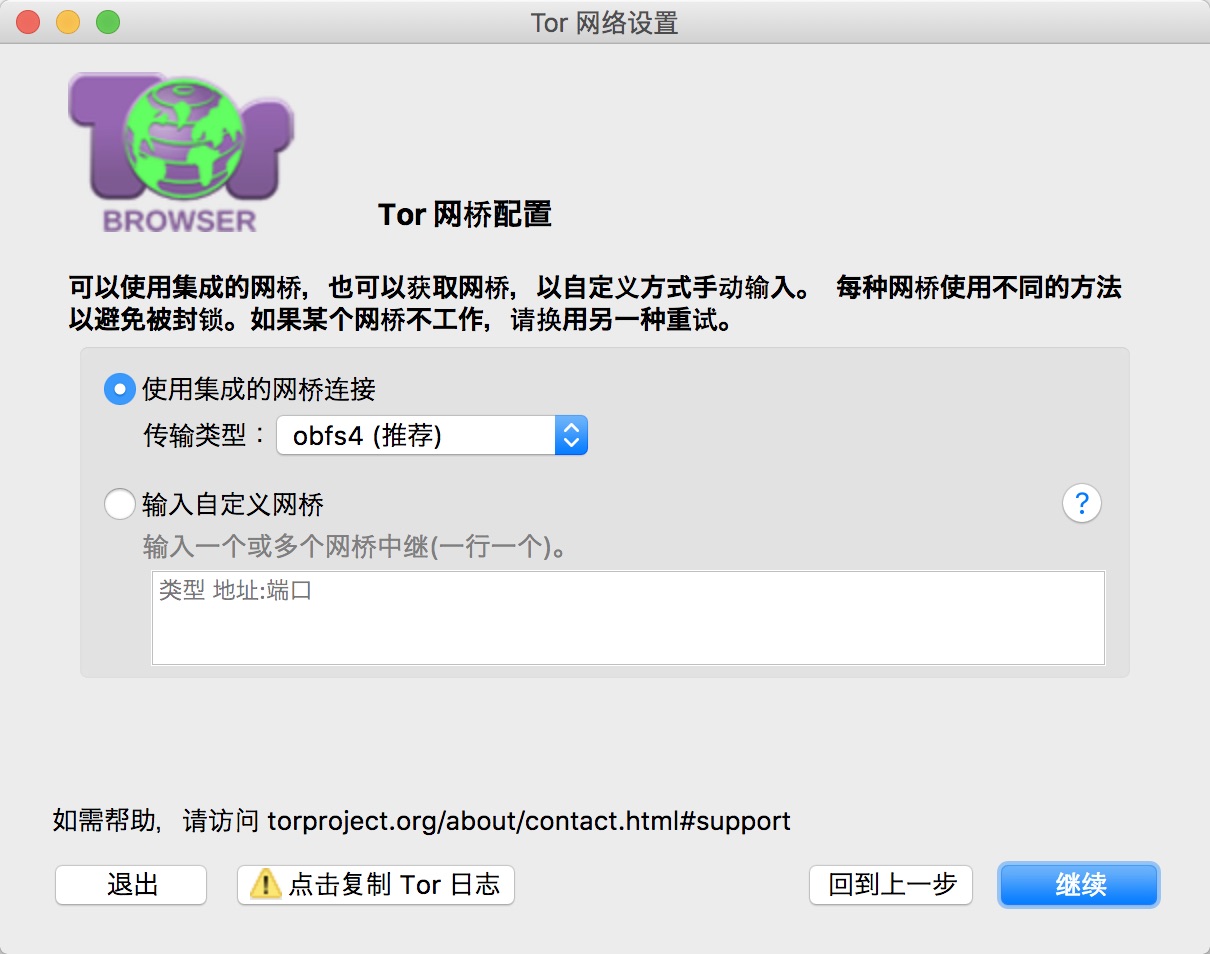 Tor 网络设置
Tor
BROWSER
Tor 网桥配置
可以使用集成的网桥，也可以获取网桥，以自定义方式手动输入。 每种网桥使用不同的方法
以避免被封锁。如果某个网桥不工作，请换用另一种重试。
使用集成的网桥连接
传输类型：obfs4 (推荐)
输入自定义网桥
?
输入一个或多个网桥中继(一行一个)。
类型 地址:端口
如需帮助，请访问 torproject.org/about/contact.html#support
退出 点击复制 Tor 日志 回到上一步 继续